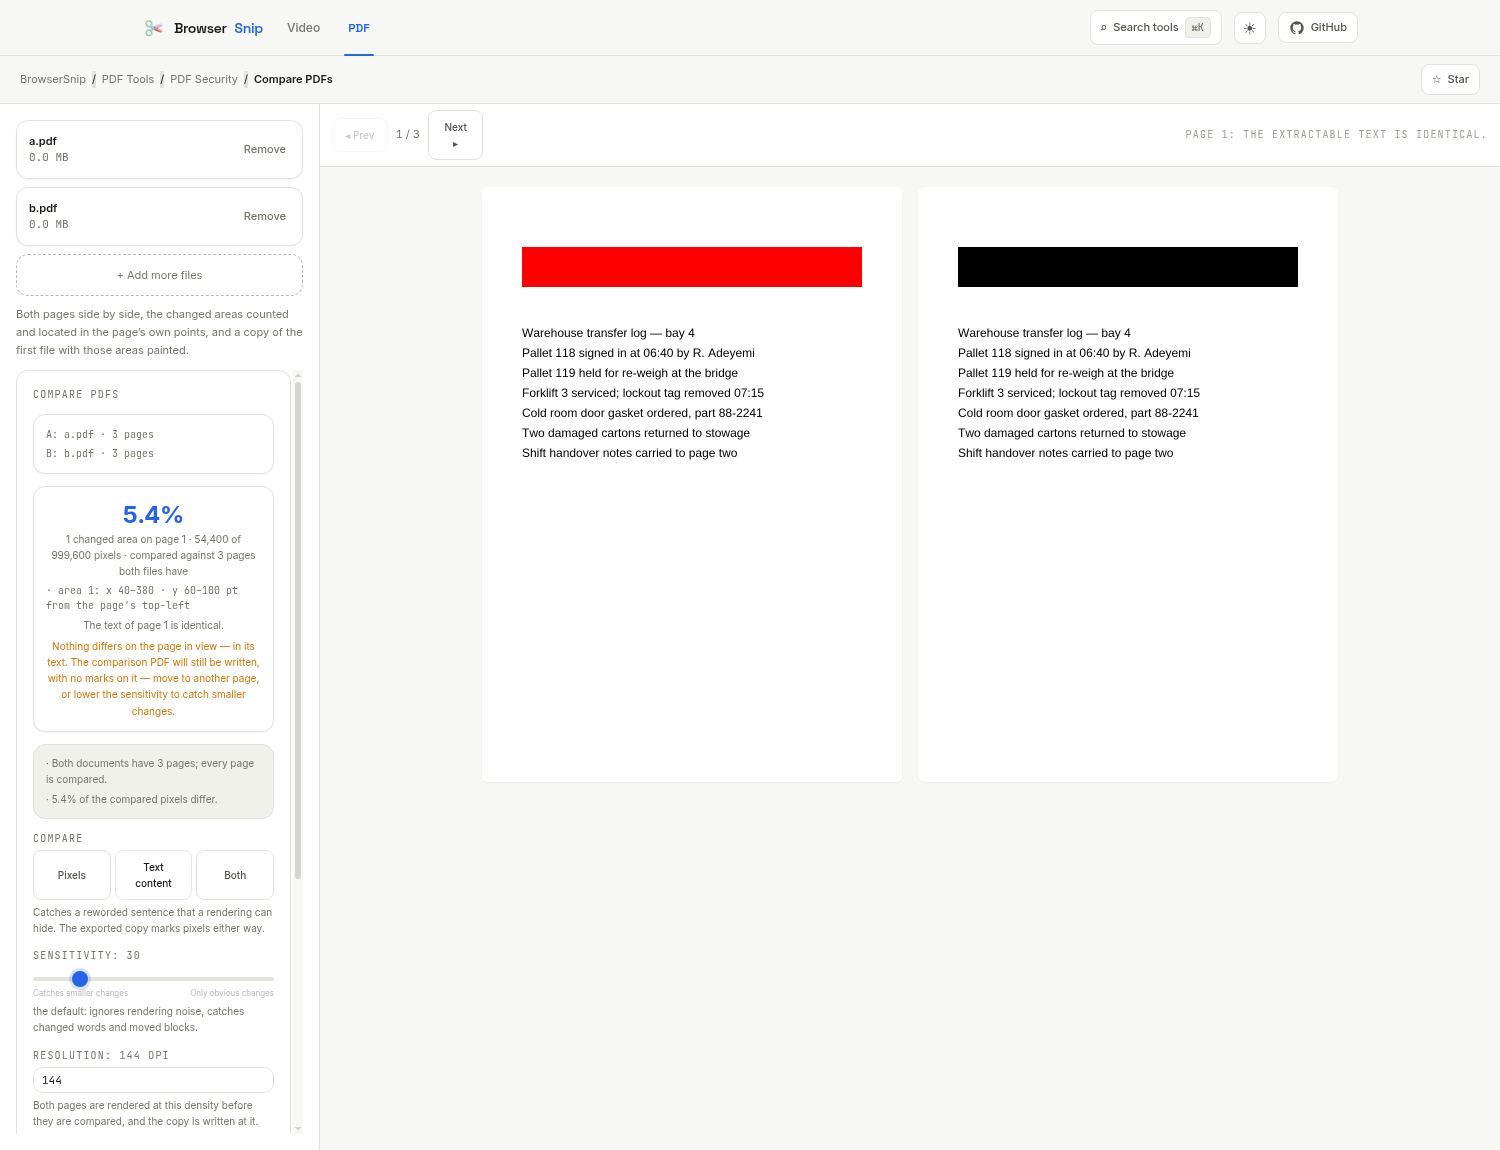 Browser Snip
Video
PDF
⌕ Search tools ⌘K
☀
GitHub
BrowserSnip / PDF Tools / PDF Security / Compare PDFs
☆ Star
a.pdf
0.0 MB
Remove
b.pdf
0.0 MB
Remove
+ Add more files
Both pages side by side, the changed areas counted
and located in the page's own points, and a copy of the
first file with those areas painted.
COMPARE PDFS
A: a.pdf · 3 pages
B: b.pdf · 3 pages
5.4%
1 changed area on page 1 · 54,400 of
999,600 pixels · compared against 3 pages
both files have
· area 1: x 40–380 · y 60–100 pt
from the page's top-left
The text of page 1 is identical.
Nothing differs on the page in view — in its
text. The comparison PDF will still be written,
with no marks on it — move to another page,
or lower the sensitivity to catch smaller
changes.
· Both documents have 3 pages; every page
is compared.
· 5.4% of the compared pixels differ.
COMPARE
Pixels
Text
content
Both
Catches a reworded sentence that a rendering can
hide. The exported copy marks pixels either way.
SENSITIVITY: 30
Catches smaller changes
Only obvious changes
the default: ignores rendering noise, catches
changed words and moved blocks.
RESOLUTION: 144 DPI
144
Both pages are rendered at this density before
they are compared, and the copy is written at it.
◂ Prev
1 / 3
Next
▸
PAGE 1: THE EXTRACTABLE TEXT IS IDENTICAL.
Warehouse transfer log — bay 4
Pallet 118 signed in at 06:40 by R. Adeyemi
Pallet 119 held for re-weigh at the bridge
Forklift 3 serviced; lockout tag removed 07:15
Cold room door gasket ordered, part 88-2241
Two damaged cartons returned to stowage
Shift handover notes carried to page two
Warehouse transfer log — bay 4
Pallet 118 signed in at 06:40 by R. Adeyemi
Pallet 119 held for re-weigh at the bridge
Forklift 3 serviced; lockout tag removed 07:15
Cold room door gasket ordered, part 88-2241
Two damaged cartons returned to stowage
Shift handover notes carried to page two